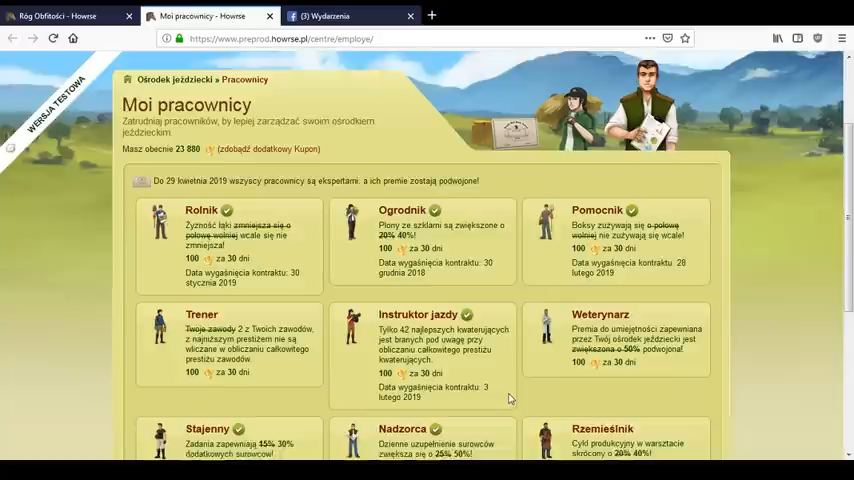 Róg Obfitości - Howrse
Moi pracownicy - Howrse
(3) Wydarzenia
https://www.preprod.howrse.pl/centre/employe/
WERSJA TESTOWA
Ośrodek jeździecki » Pracownicy
Moi pracownicy
Zatrudniaj pracowników, by lepiej zarządzać swoim ośrodkiem
jeździeckim.
Masz obecnie 23 880 (zdobądź dodatkowy Kupon)
Do 29 kwietnia 2019 wszyscy pracownicy są ekspertami, a ich premie zostają podwojone!
Rolnik
Żyzność łąki zmniejsza się o
połowę wolniej wcale się nie
zmniejsza!
100 za 30 dni
Data wygaśnięcia kontraktu: 30
stycznia 2019
Ogrodnik
Plony ze szklarni są zwiększone o
20% 40%!
100 za 30 dni
Data wygaśnięcia kontraktu: 30
grudnia 2018
Pomocnik
Boksy zużywają się o połowę
wolniej nie zużywają się wcale!
100 za 30 dni
Data wygaśnięcia kontraktu: 28
lutego 2019
Trener
Twoje zawody 2 z Twoich zawodów,
z najniższym prestiżem nie są
wliczane w obliczaniu całkowitego
prestiżu zawodów.
100 za 30 dni
Instruktor jazdy
Tylko 42 najlepszych kwaterujących
jest branych pod uwagę przy
obliczaniu całkowitego prestiżu
kwaterujących.
100 za 30 dni
Data wygaśnięcia kontraktu: 3
lutego 2019
Weterynarz
Premia do umiejętności zapewniana
przez Twój ośrodek jeździecki jest
zwiększona o 50% podwojona!
100 za 30 dni
Stajenny
Zadania zapewniają 15% 30%
dodatkowych surowców!
Nadzorca
Dzienne uzupełnienie surowców
zwiększa się o 25% 50%!
Rzemieślnik
Cykl produkcyjny w warsztacie
skrócony o 20% 40%!